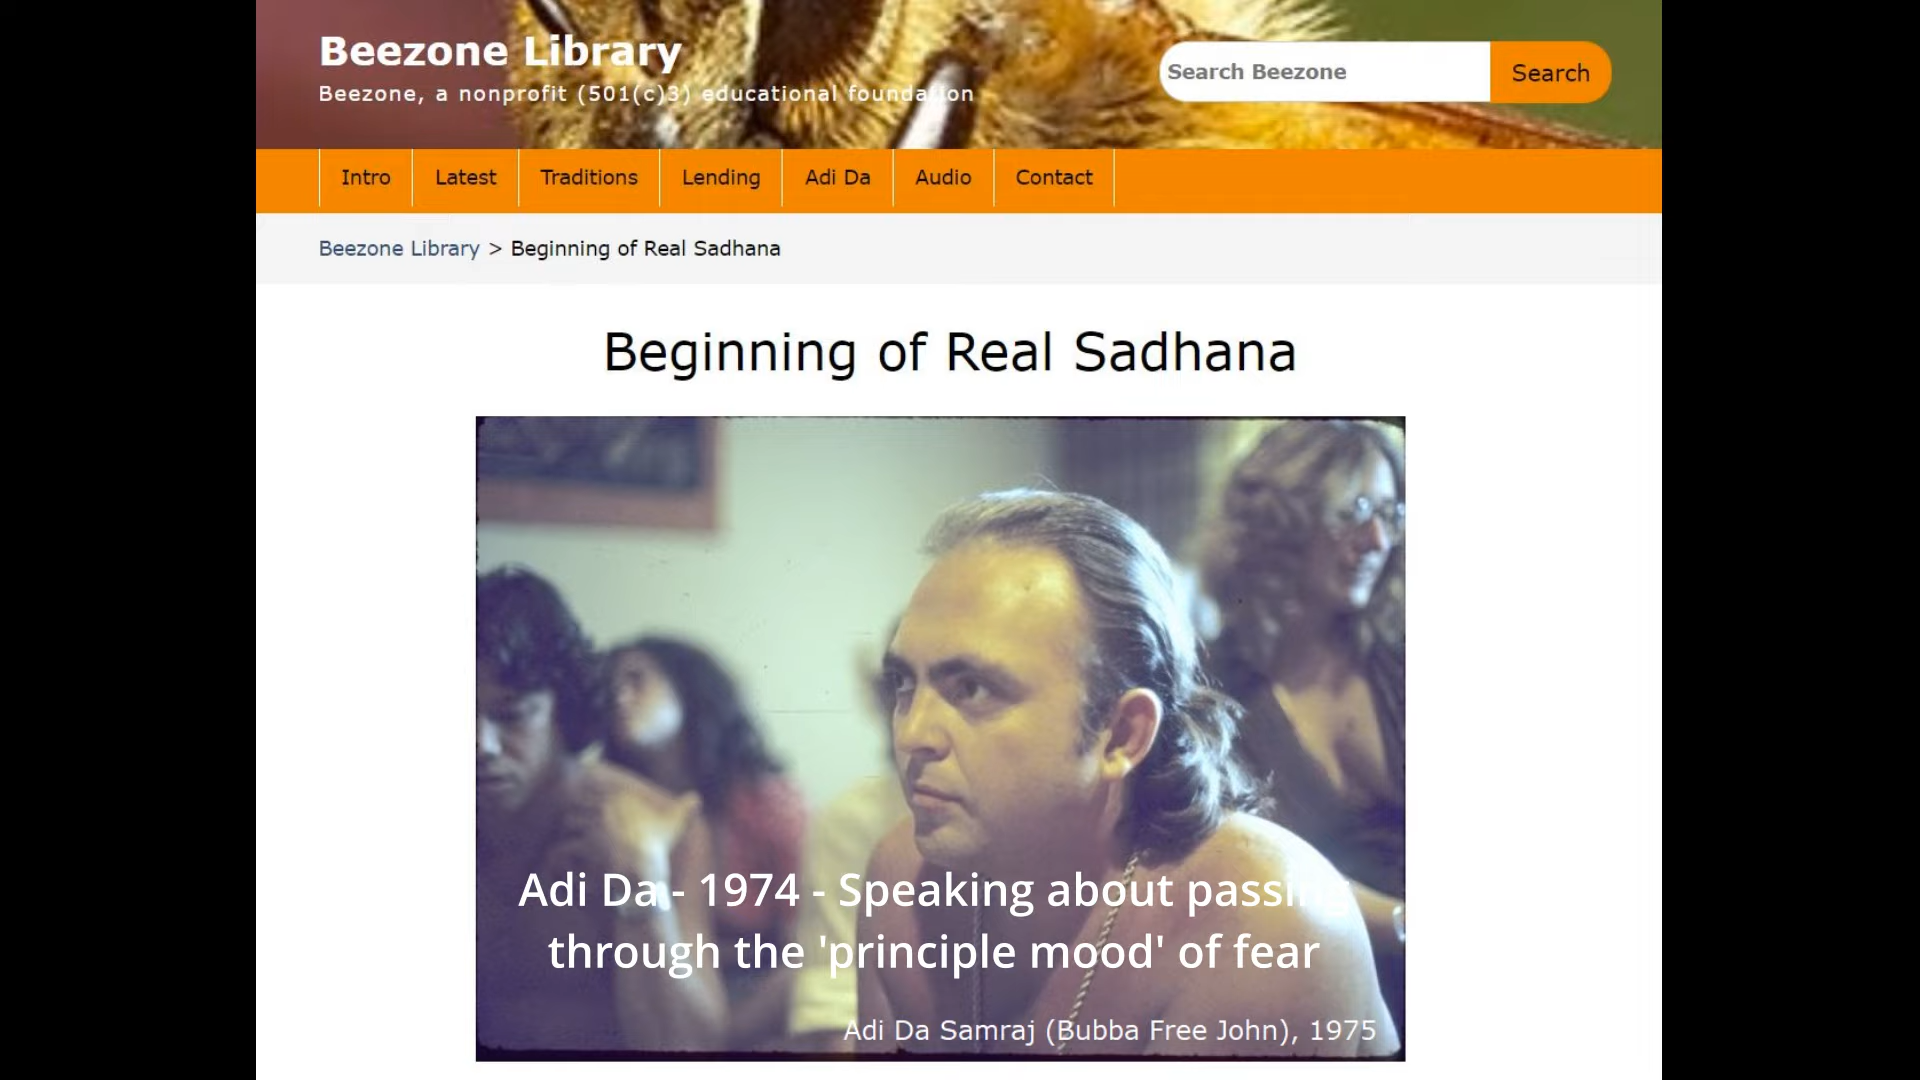 Beezone Library
Beezone, a nonprofit (501(c)3) educational foundation
Search Beezone
Search
Intro
Latest
Traditions
Lending
Adi Da
Audio
Contact
Beezone Library > Beginning of Real Sadhana
Beginning of Real Sadhana
Adi Da - 1974 - Speaking about passing
through the 'principle mood' of fear
Adi Da Samraj (Bubba Free John), 1975